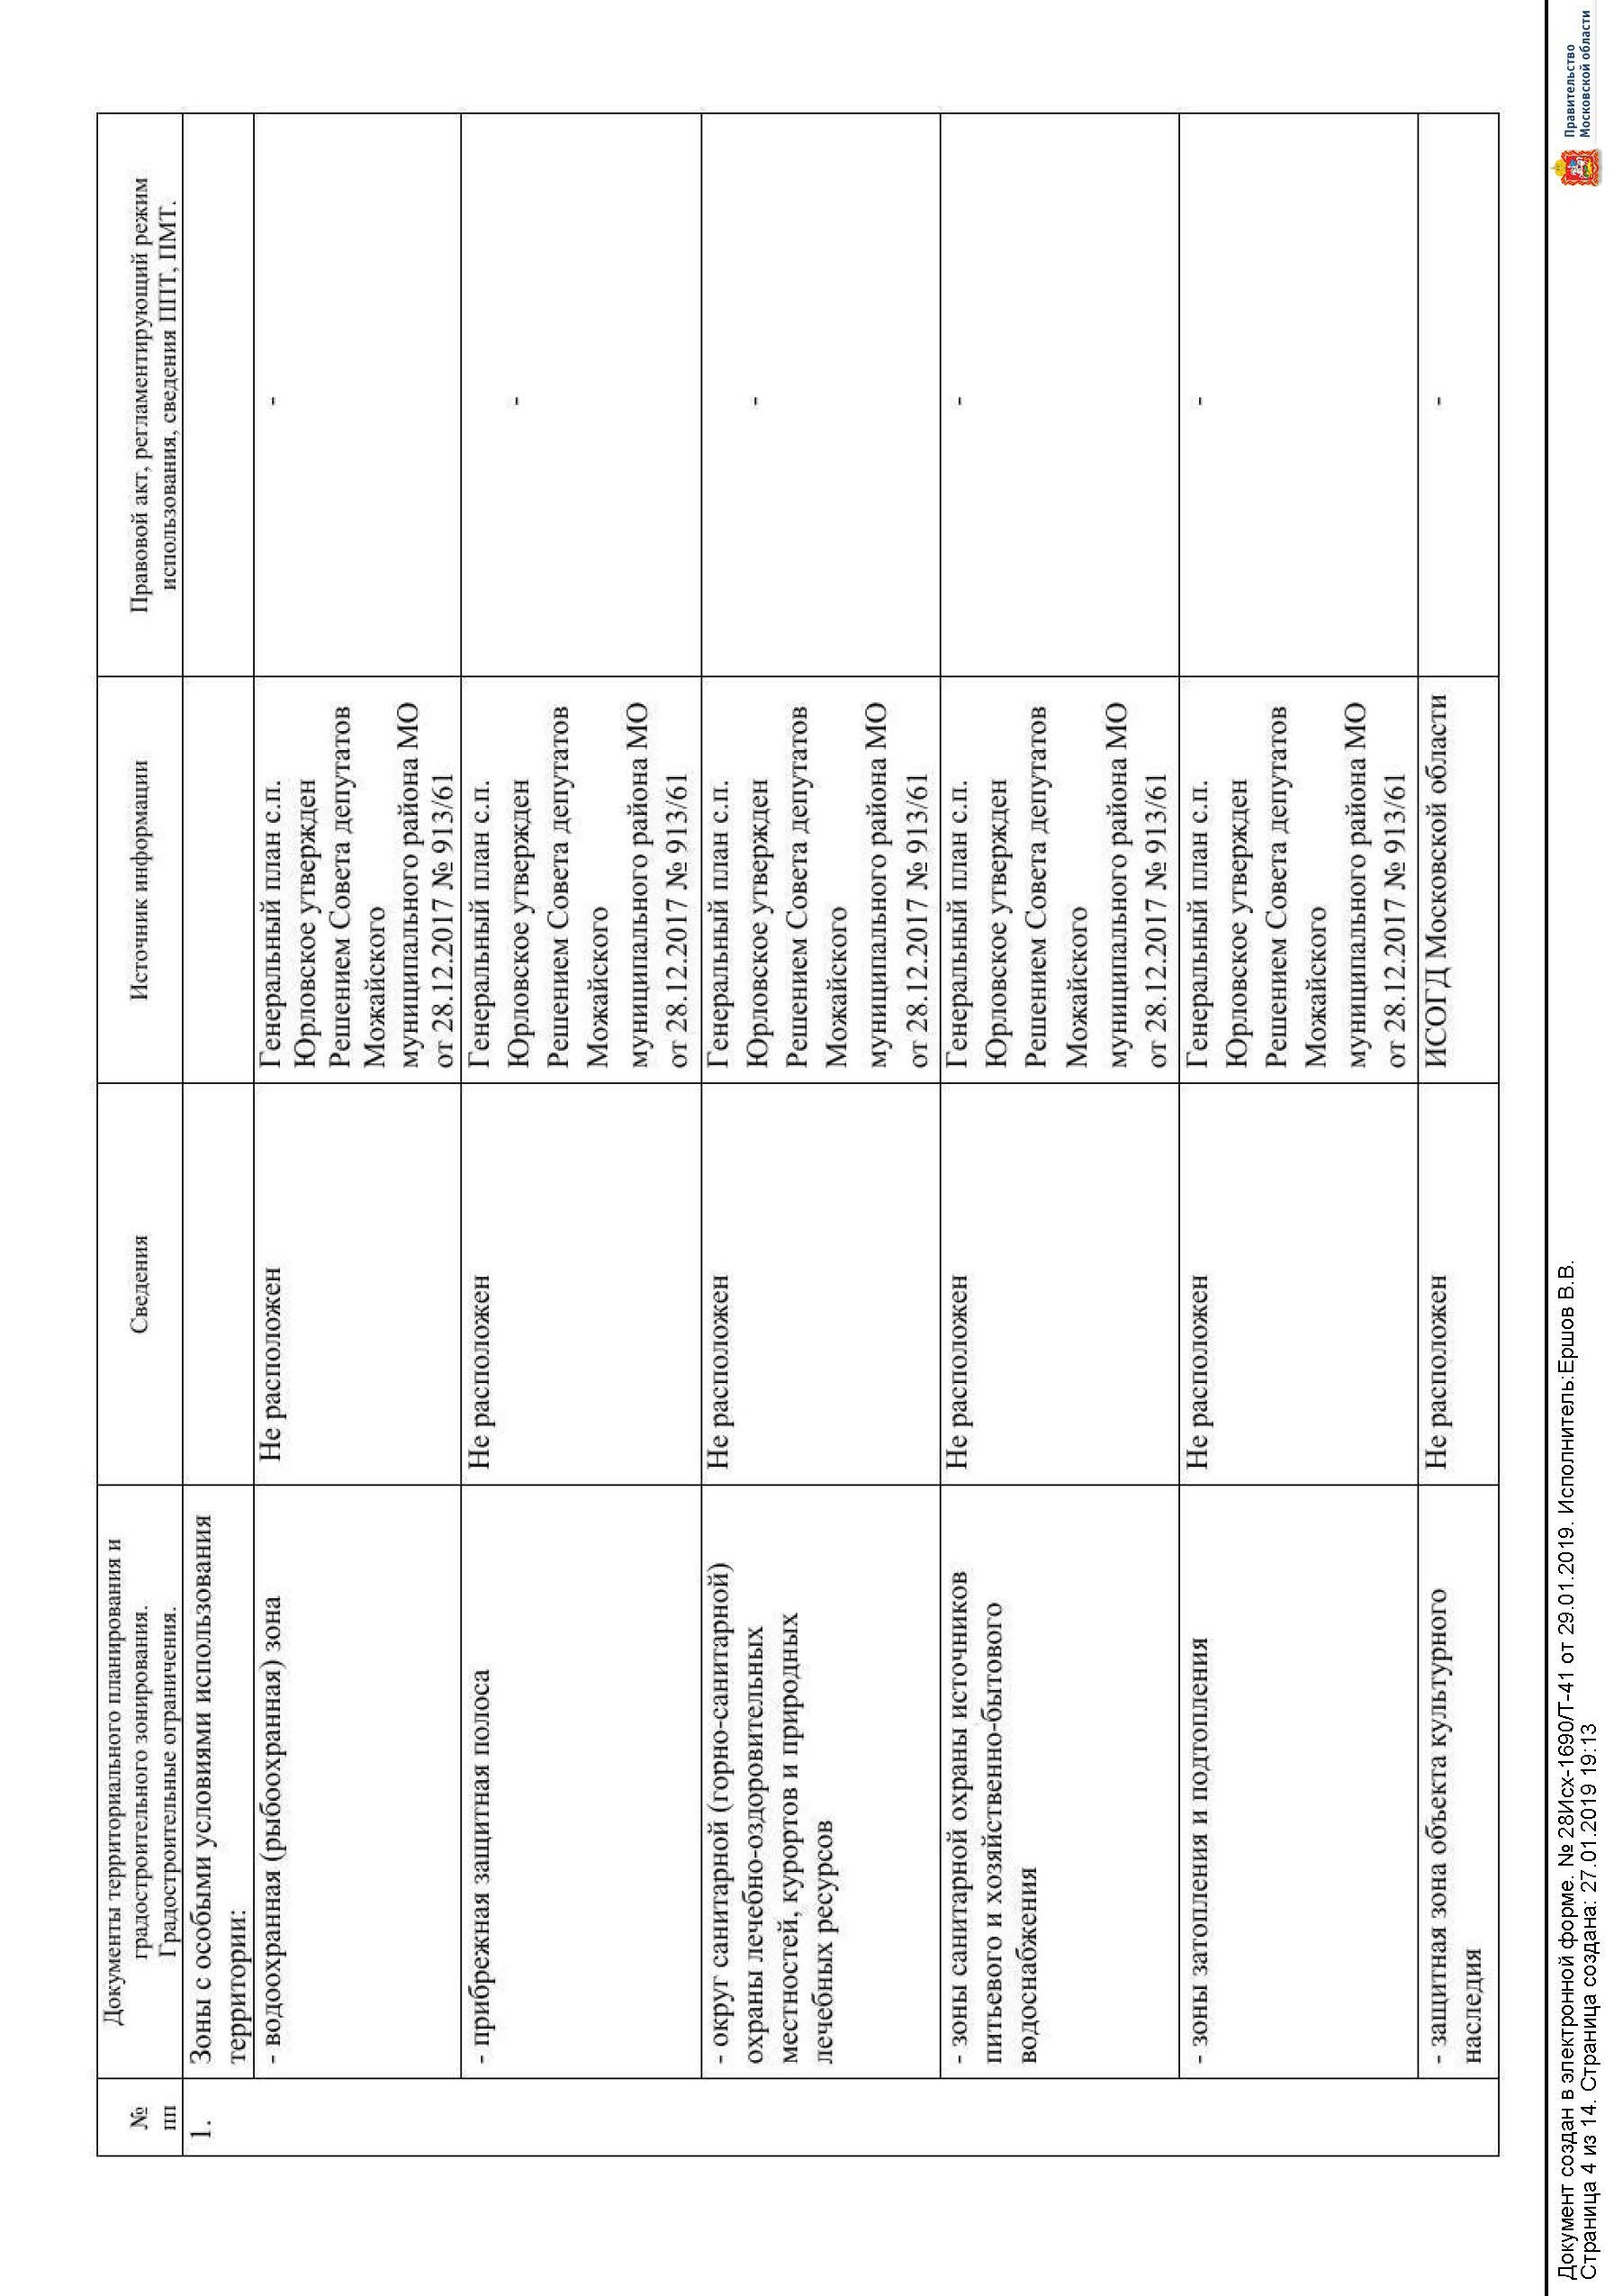 №
пп
Документы территориального планирования и
градостроительного зонирования.
Градостроительные ограничения.
Сведения
Источник информации
Правовой акт, регламентирующий режим
использования, сведения ППТ, ПМТ.
1.
Зоны с особыми условиями использования
территории:
- водоохранная (рыбоохранная) зона
Не расположен
Генеральный план с.п.
Юрловское утвержден
Решением Совета депутатов
Можайского
муниципального района МО
от 28.12.2017 № 913/61
-
- прибрежная защитная полоса
Не расположен
Генеральный план с.п.
Юрловское утвержден
Решением Совета депутатов
Можайского
муниципального района МО
от 28.12.2017 № 913/61
-
- округ санитарной (горно-санитарной)
охраны лечебно-оздоровительных
местностей, курортов и природных
лечебных ресурсов
Не расположен
Генеральный план с.п.
Юрловское утвержден
Решением Совета депутатов
Можайского
муниципального района МО
от 28.12.2017 № 913/61
-
- зоны санитарной охраны источников
питьевого и хозяйственно-бытового
водоснабжения
Не расположен
Генеральный план с.п.
Юрловское утвержден
Решением Совета депутатов
Можайского
муниципального района МО
от 28.12.2017 № 913/61
-
- зоны затопления и подтопления
Не расположен
Генеральный план с.п.
Юрловское утвержден
Решением Совета депутатов
Можайского
муниципального района МО
от 28.12.2017 № 913/61
-
- защитная зона объекта культурного
наследия
Не расположен
ИСОГД Московской области
-
Документ создан в электронной форме. № 28Исх-1690/Т-41 от 29.01.2019. Исполнитель:Ершов В.В.
Страница 4 из 14. Страница создана: 27.01.2019 19:13
Правительство
Московской области